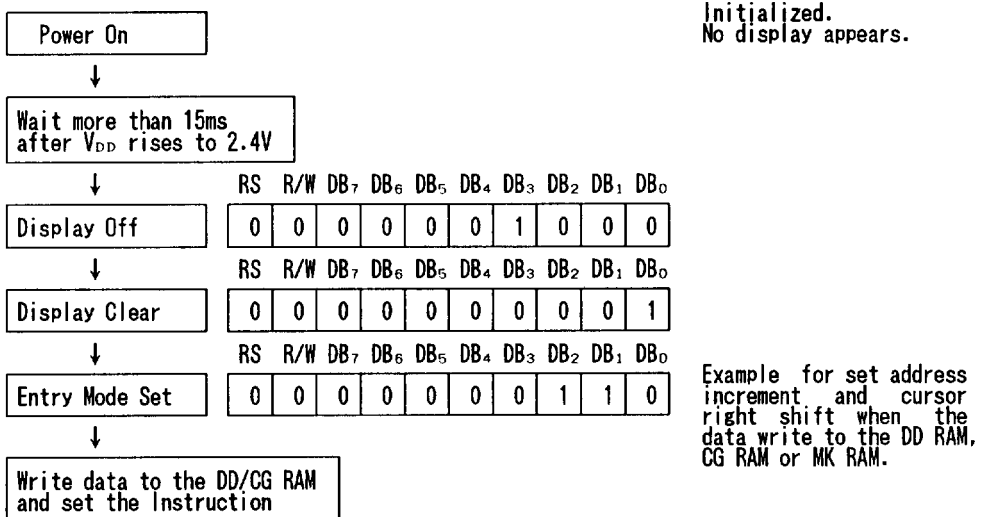 Initialized.
Power On
No display appears.
↓
Wait more than 15ms
after VDD rises to 2.4V
↓
RS R/W DB7 DB6 DB5 DB4 DB3 DB2 DB1 DB0
Display Off
0 0 0 0 0 0 1 0 0 0
↓
RS R/W DB7 DB6 DB5 DB4 DB3 DB2 DB1 DB0
Display Clear
0 0 0 0 0 0 0 0 0 1
↓
RS R/W DB7 DB6 DB5 DB4 DB3 DB2 DB1 DB0
Entry Mode Set
0 0 0 0 0 0 0 1 1 0
Example for set address
increment and cursor
right shift when the
data write to the DD RAM,
CG RAM or MK RAM.
↓
Write data to the DD/CG RAM
and set the Instruction